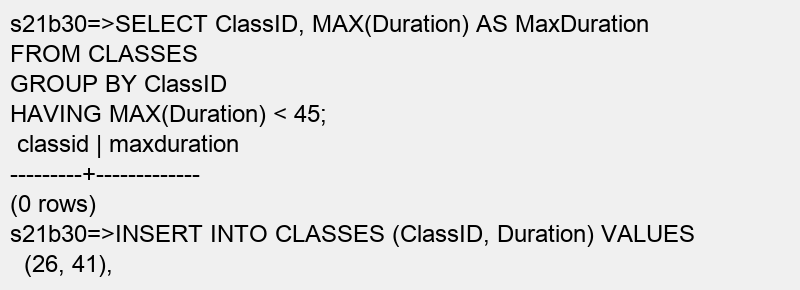 s21b30=>SELECT ClassID, MAX(Duration) AS MaxDuration
FROM CLASSES
GROUP BY ClassID
HAVING MAX(Duration) < 45;
 classid | maxduration
---------+-------------
(0 rows)
s21b30=>INSERT INTO CLASSES (ClassID, Duration) VALUES
  (26, 41),